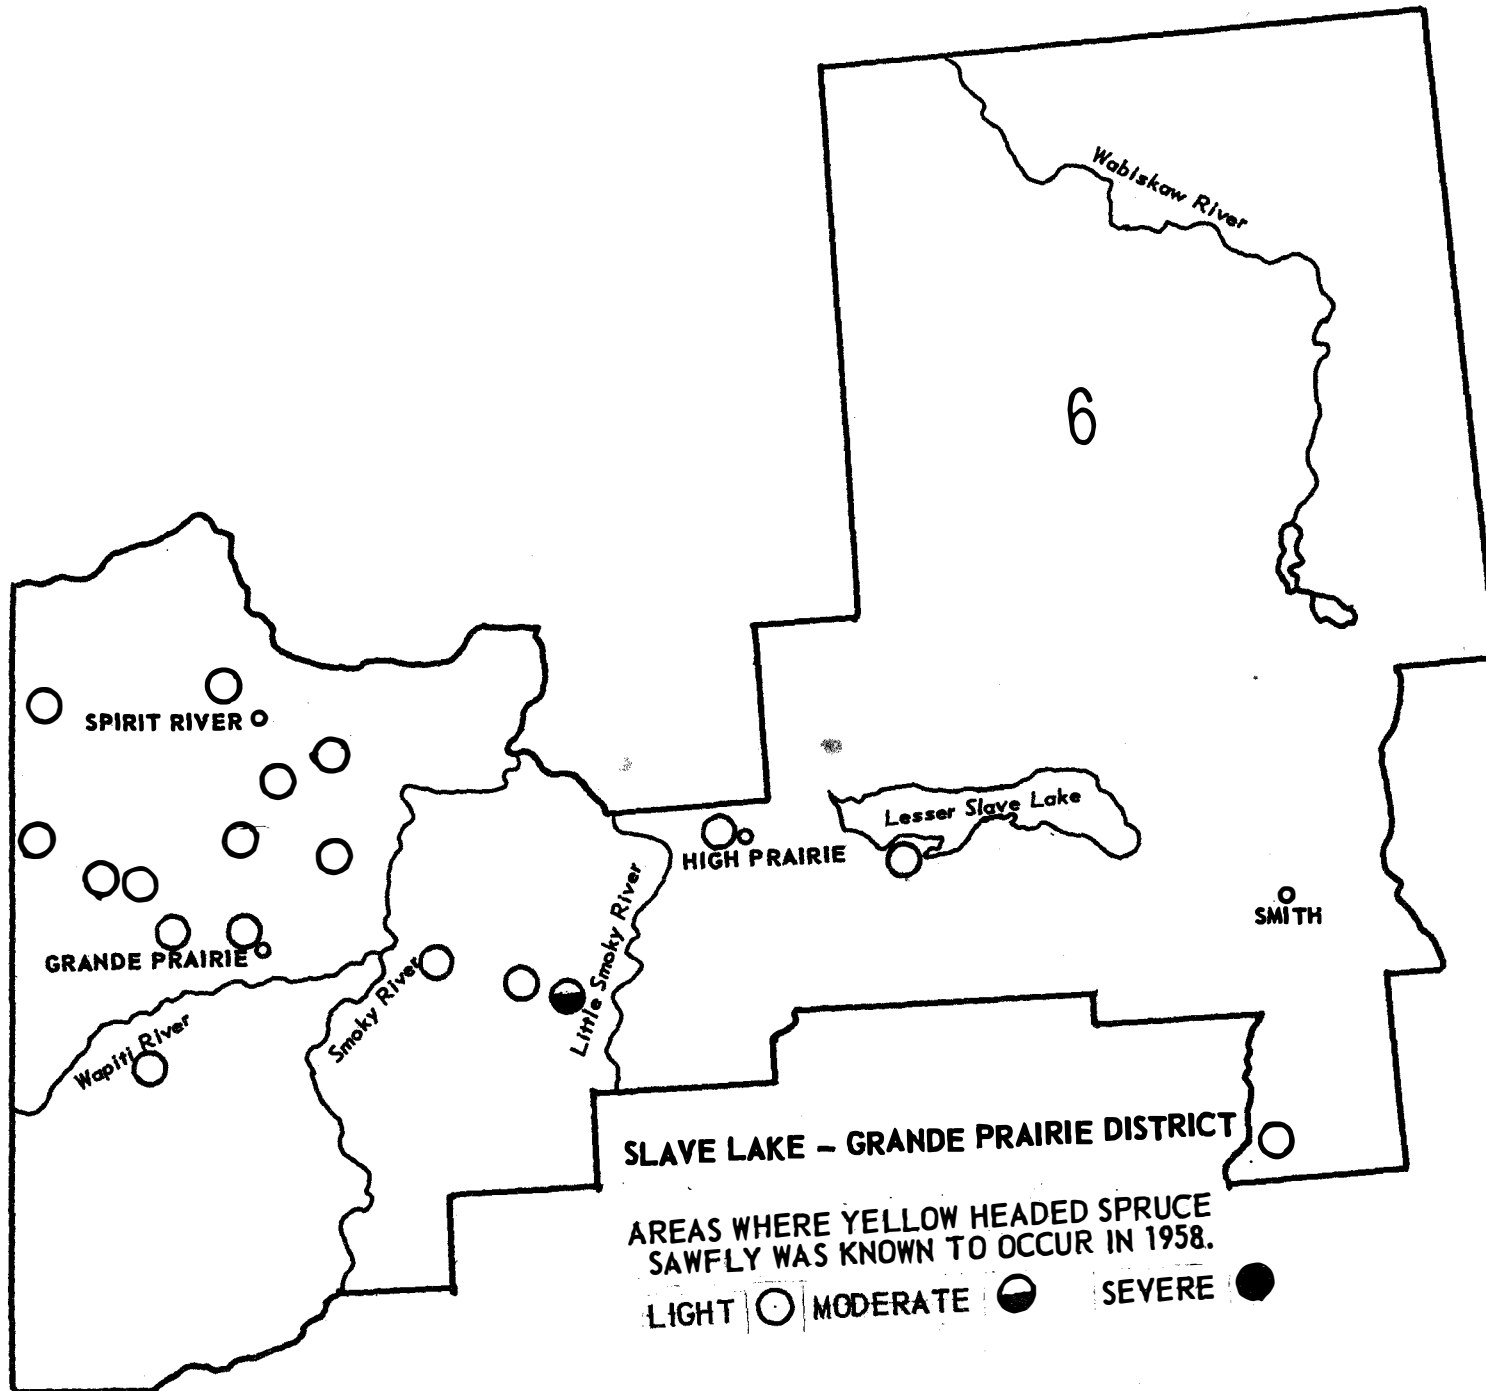 Wabiskaw River
6
SPIRIT RIVER
Lesser Slave Lake
HIGH PRAIRIE
SMITH
GRANDE PRAIRIE
Smoky River
Little Smoky River
Wapiti River
SLAVE LAKE – GRANDE PRAIRIE DISTRICT
AREAS WHERE YELLOW HEADED SPRUCE
SAWFLY WAS KNOWN TO OCCUR IN 1958.
LIGHT MODERATE SEVERE